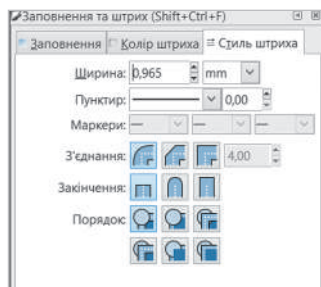 Заповнення та штрих (Shift+Ctrl+F)
Заповнення Колір штриха Стиль штриха
Ширина: 0,965 mm
Пунктир: 0,00
Маркери:
З'єднання: 4,00
Закінчення:
Порядок: